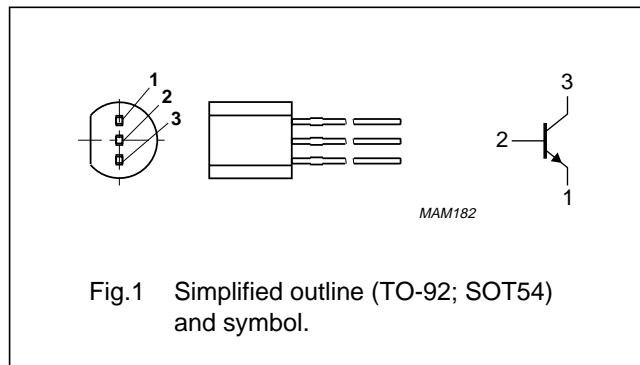 1
2
3
3
2
1
MAM182
Fig.1 Simplified outline (TO-92; SOT54)
and symbol.